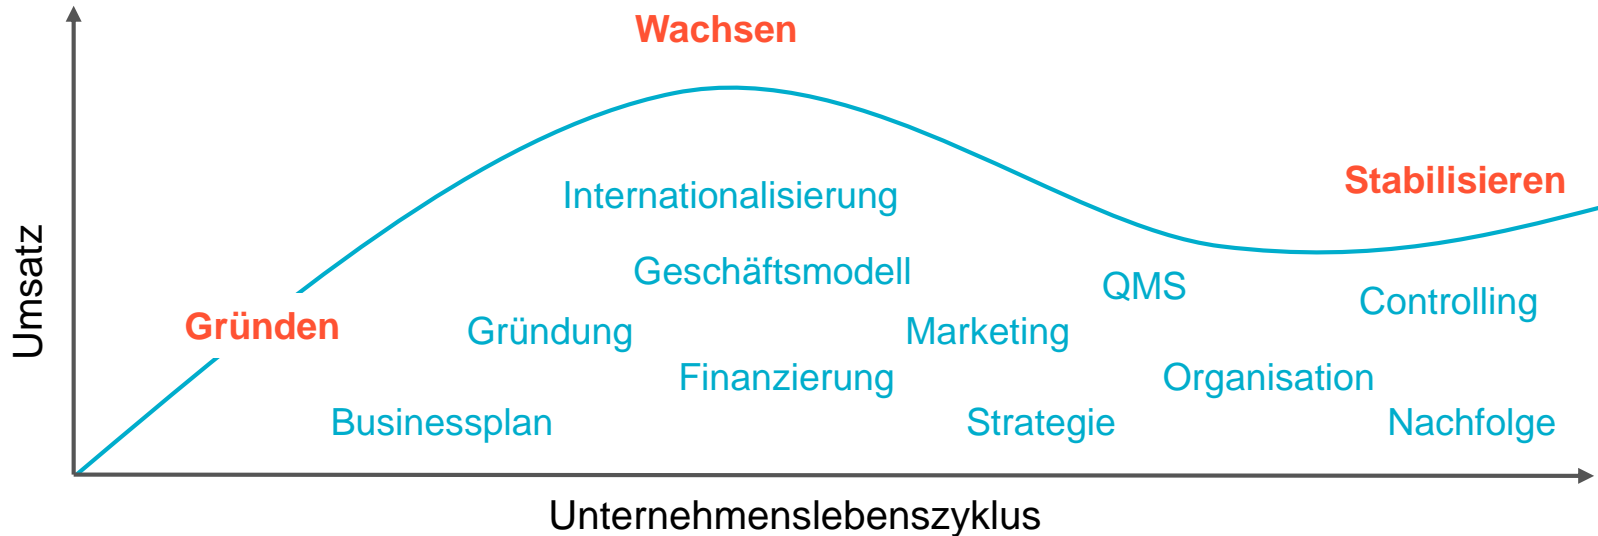 Wachsen
Stabilisieren
Internationalisierung
Geschäftsmodell
QMS
Controlling
Umsatz
Gründen
Gründung
Marketing
Finanzierung
Organisation
Businessplan
Strategie
Nachfolge
Unternehmenslebenszyklus